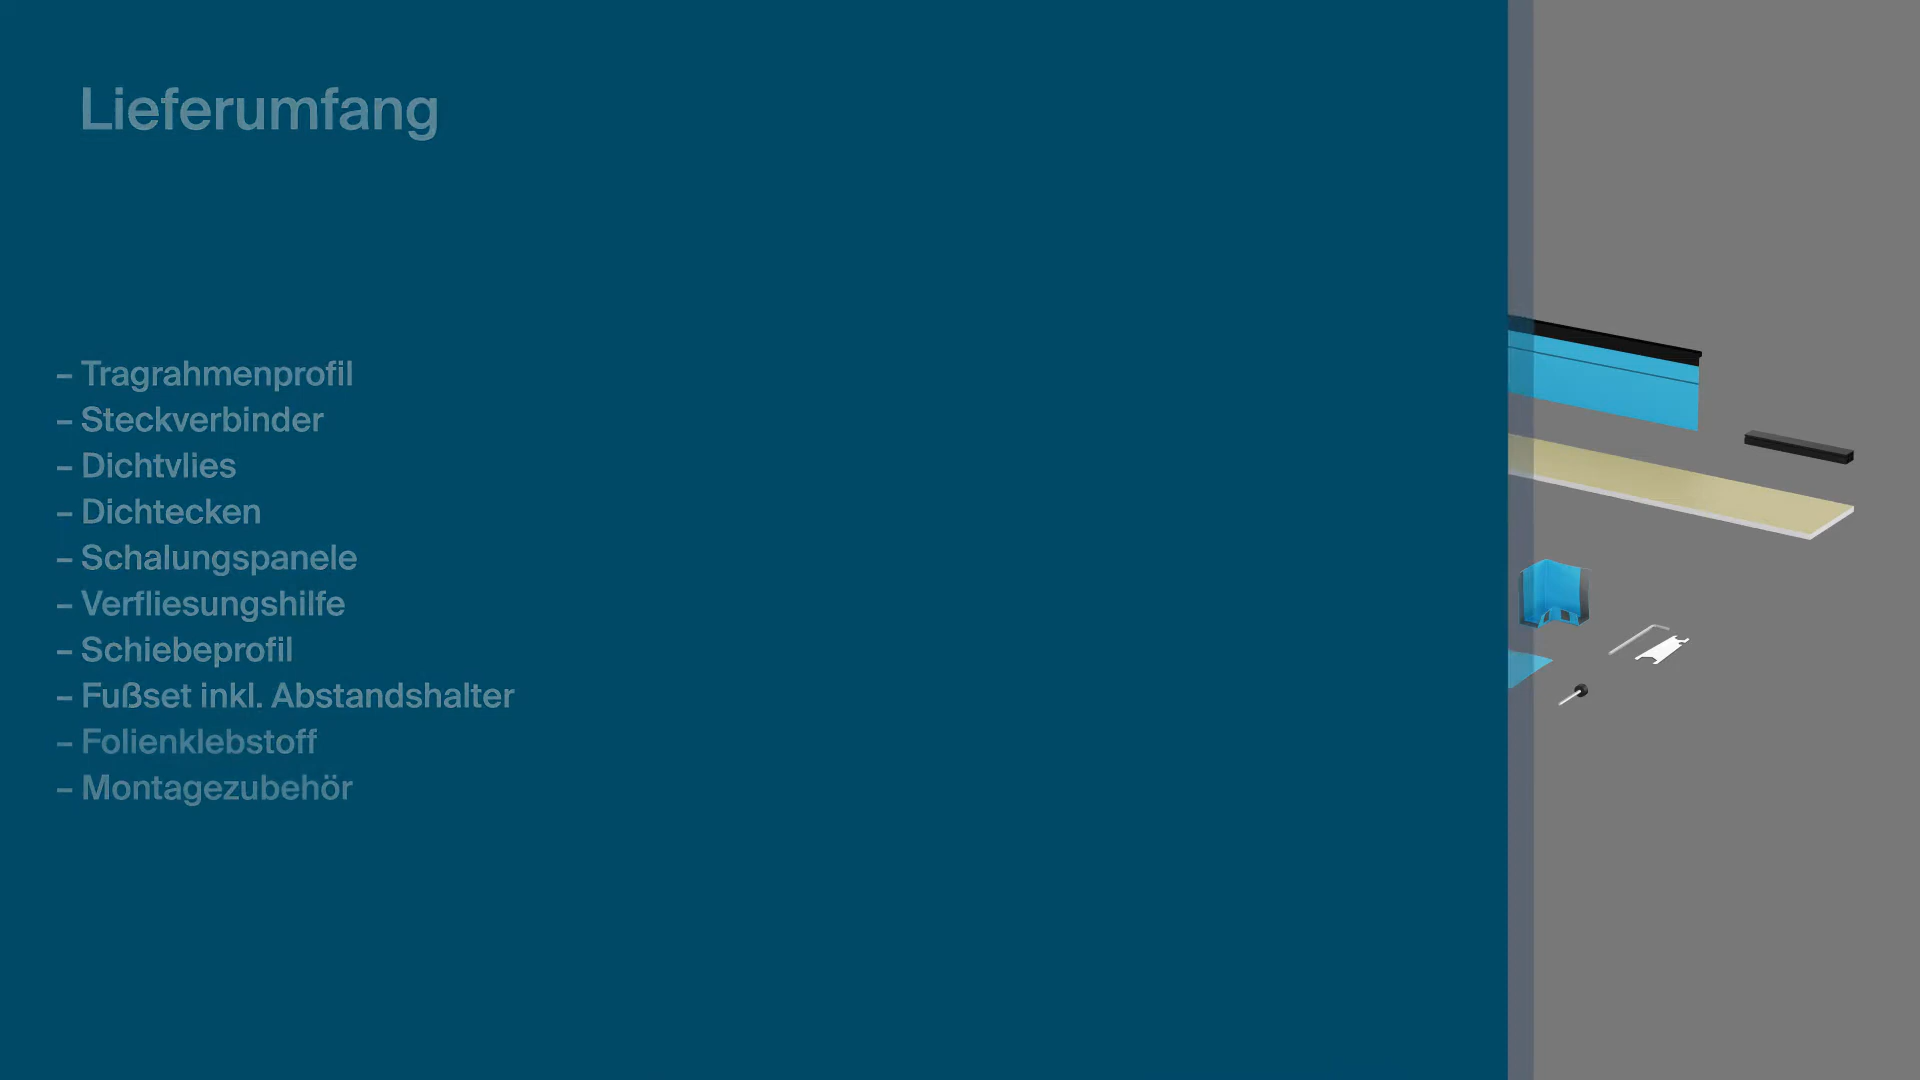 Lieferumfang
– Tragrahmenprofil
– Steckverbinder
– Dichtvlies
– Dichtecken
– Schalungspanele
– Verfliesungshilfe
– Schiebeprofil
– Fußset inkl. Abstandshalter
– Folienklebstoff
– Montagezubehör